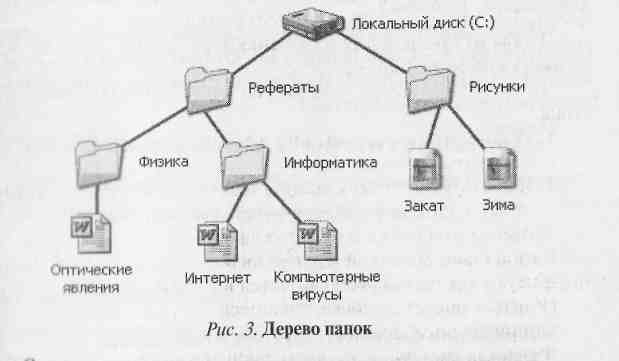 Локальный диск (C:)
Рефераты
Рисунки
Физика
Информатика
Закат
Зима
Оптические
явления
Интернет
Компьютерные
вирусы
Рис. 3. Дерево папок